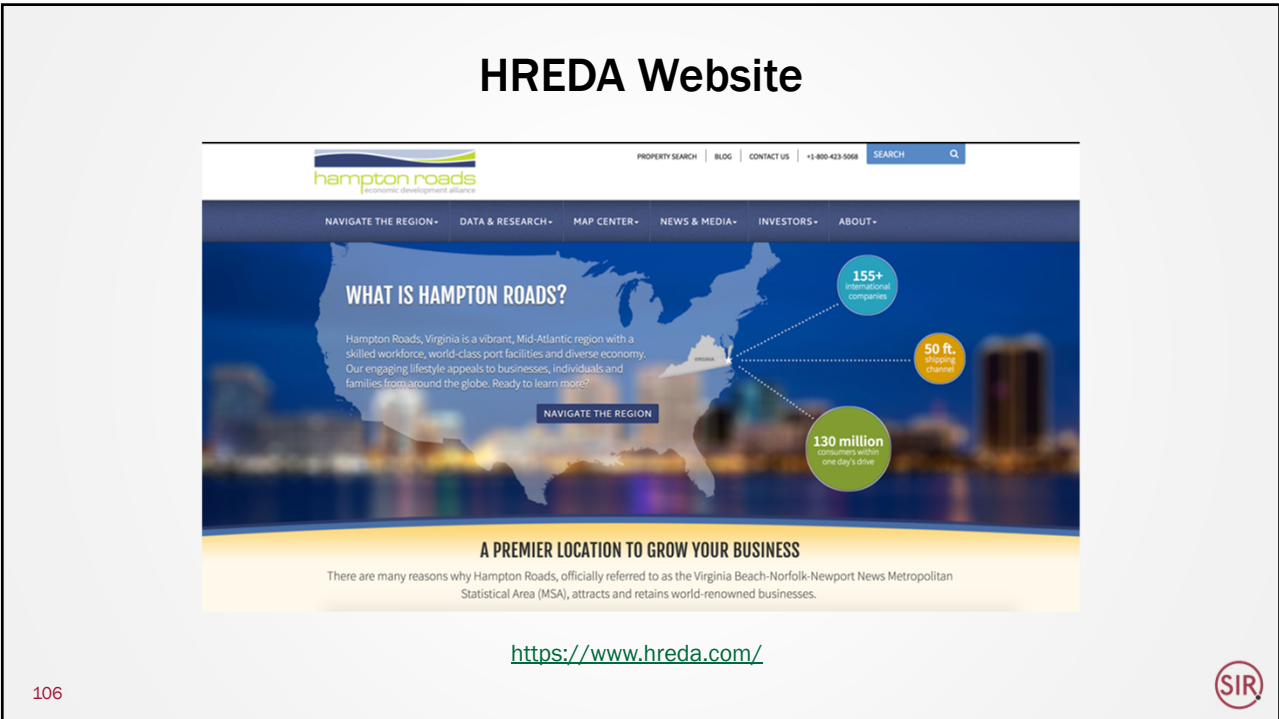 HREDA Website
hampton roads
economic development alliance
PROPERTY SEARCH
BLOG
CONTACT US
+1-800-423-5068
SEARCH
NAVIGATE THE REGION
DATA & RESEARCH
MAP CENTER
NEWS & MEDIA
INVESTORS
ABOUT
WHAT IS HAMPTON ROADS?
Hampton Roads, Virginia is a vibrant, Mid-Atlantic region with a
skilled workforce, world-class port facilities and diverse economy.
Our engaging lifestyle appeals to businesses, individuals and
families from around the globe. Ready to learn more?
NAVIGATE THE REGION
VIRGINIA
155+
international
companies
50 ft.
shipping
channel
130 million
consumers within
one day's drive
A PREMIER LOCATION TO GROW YOUR BUSINESS
There are many reasons why Hampton Roads, officially referred to as the Virginia Beach-Norfolk-Newport News Metropolitan
Statistical Area (MSA), attracts and retains world-renowned businesses.
https://www.hreda.com/
106
SIR